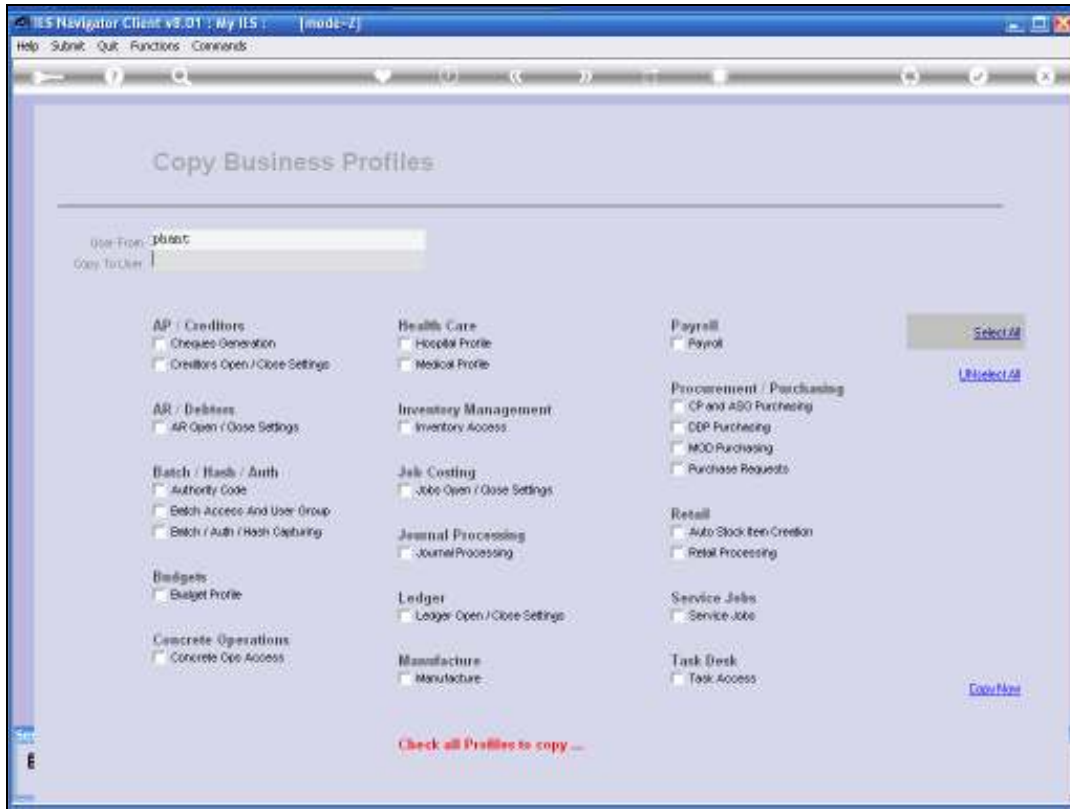 IES Navigator Client v8.01 : My IES : [mode-Z]
Help Submit Quit Functions Commands
Copy Business Profiles
User From phant
Copy To User
AP / Creditors
Cheques Generation
Creditors Open / Close Settings
AR / Debtors
AR Open / Close Settings
Batch / Hash / Auth
Authority Code
Batch Access And User Group
Batch / Auth / Hash Capturing
Budgets
Budget Profile
Concrete Operations
Concrete Ops Access
Health Care
Hospital Profile
Medical Profile
Inventory Management
Inventory Access
Job Costing
Jobs Open / Close Settings
Journal Processing
Journal Processing
Ledger
Ledger Open / Close Settings
Manufacture
Manufacture
Payroll
Payroll
Procurement / Purchasing
CP and ASO Purchasing
DDP Purchasing
MOD Purchasing
Purchase Requests
Retail
Auto Stock Item Creation
Retail Processing
Service Jobs
Service Jobs
Task Desk
Task Access
Select All
UNselect All
Copy Now
Check all Profiles to copy ...